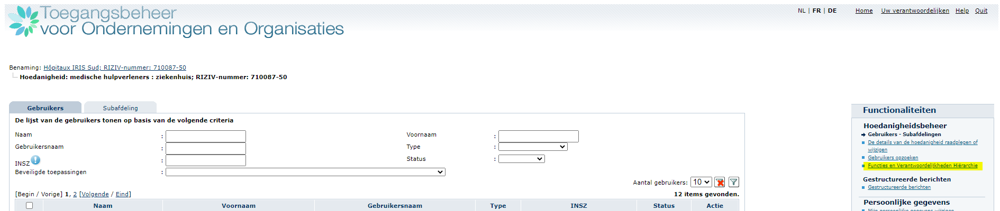 Toegangsbeheer
voor Ondernemingen en Organisaties
NL | FR | DE Home Uw verantwoordelijken Help Quit
Benaming: Hôpitaux IRIS Sud; RIZIV-nummer: 710087-50
Hoedanigheid: medische hulpverleners : ziekenhuis; RIZIV-nummer: 710087-50
Gebruikers Subafdeling
De lijst van de gebruikers tonen op basis van de volgende criteria
Naam : Voornaam :
Gebruikersnaam : Type :
INSZ : Status :
Beveiligde toepassingen :
Aantal gebruikers: 10
[Begin / Vorige] 1, 2 [Volgende / Eind] 12 items gevonden.
Naam Voornaam Gebruikersnaam Type INSZ Status Actie
Functionaliteiten
Hoedanigheidsbeheer
Gebruikers - Subafdelingen
De details van de hoedanigheid raadplegen of
wijzigen
Gebruikers opzoeken
Functies en Verantwoordelijkheden Hiërarchie
Gestructureerde berichten
Gestructureerde berichten
Persoonlijke gegevens
Mijn persoonlijke gegevens wijzigen